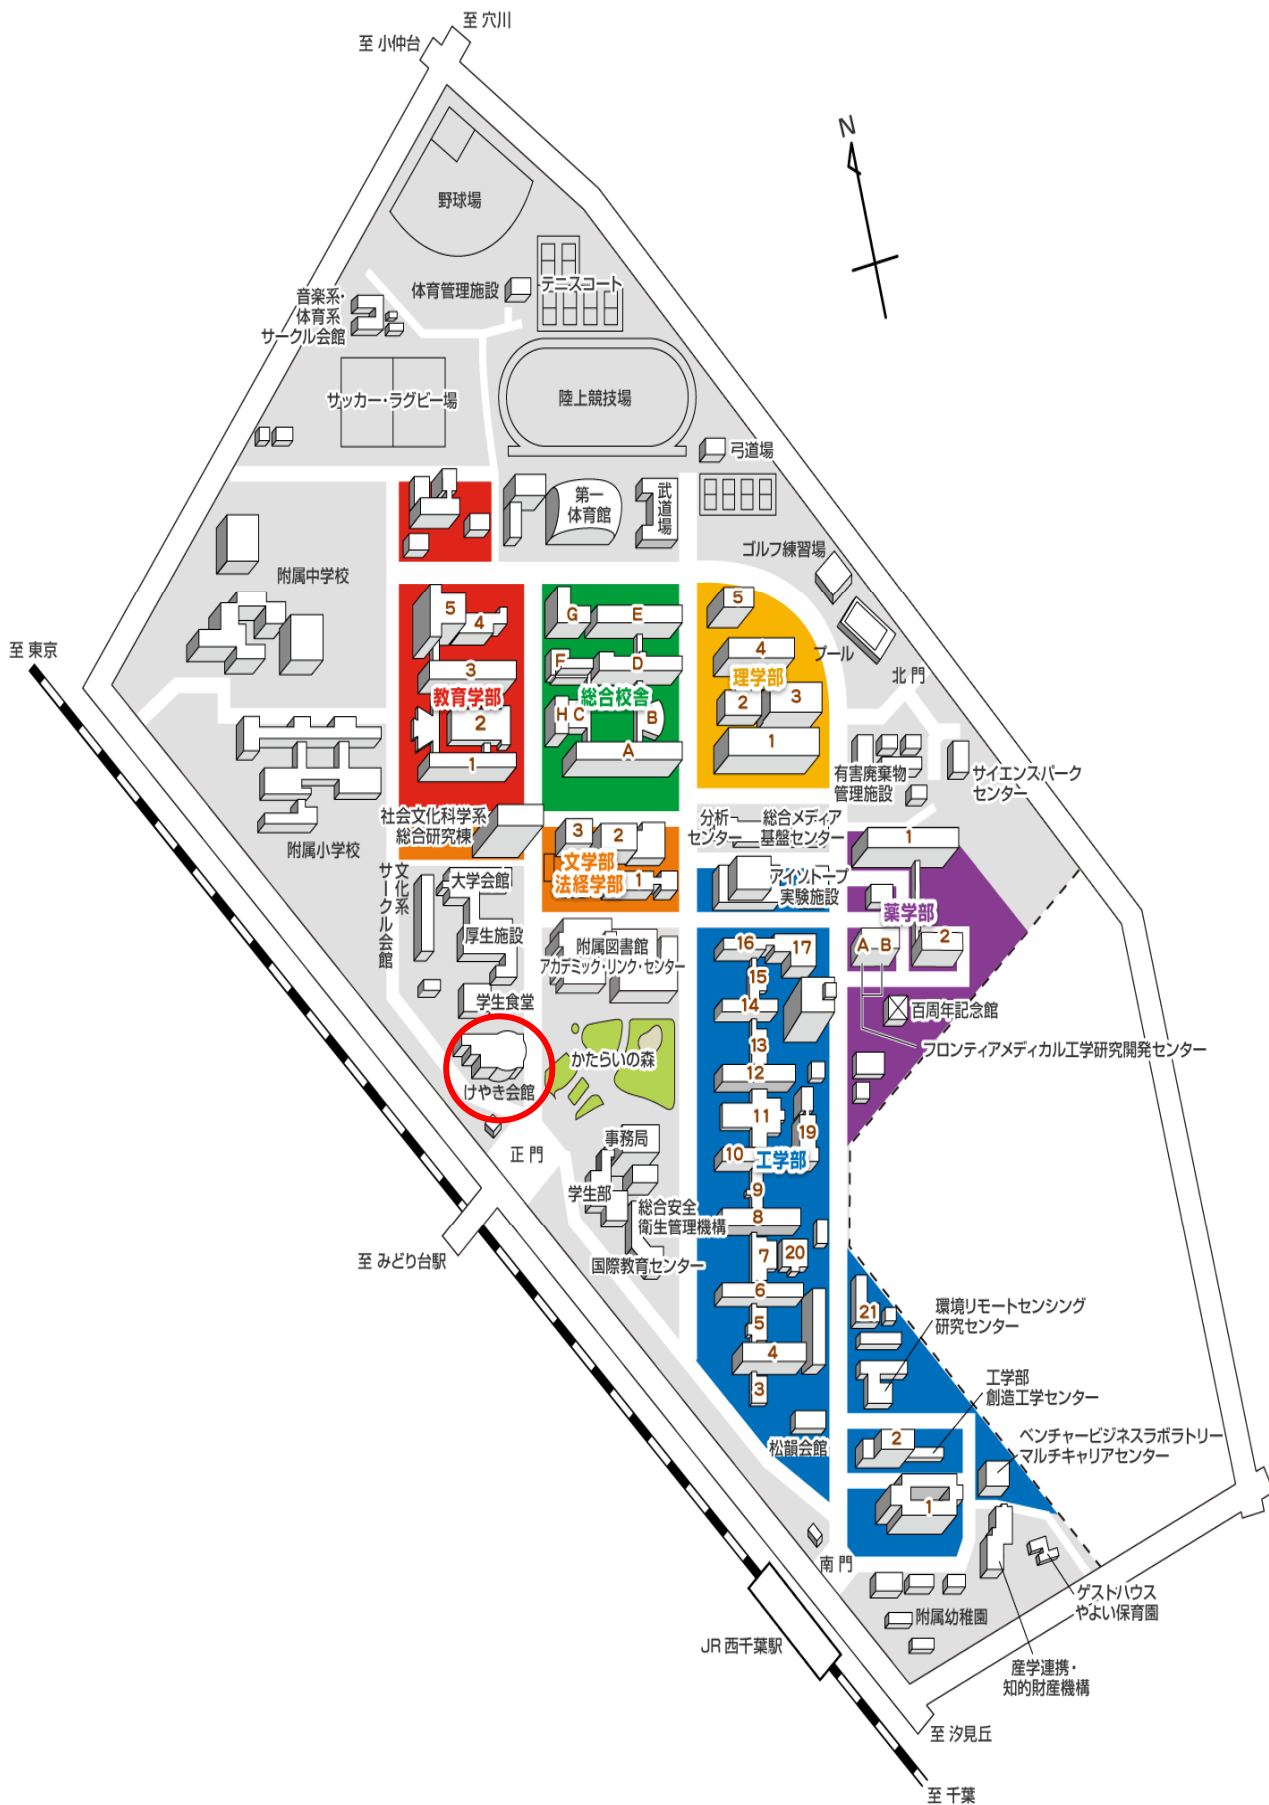 至 穴川
至 小仲台
N
野球場
体育管理施設
テニスコート
音楽系・
体育系
サークル会館
サッカー・ラグビー場
陸上競技場
弓道場
第一
体育館
武道場
ゴルフ練習場
附属中学校
プール
北門
至 東京
5
4
3
教育学部
2
1
G
E
F
D
総合校舎
H
C
B
A
5
4
理学部
2
3
1
有害廃棄物
管理施設
サイエンスパーク
センター
附属小学校
社会文化科学系
総合研究棟
分析
センター
総合メディア
基盤センター
3
2
文学部
法経学部
1
アイソトープ
実験施設
1
薬学部
A
B
2
文化系
サークル会館
大学会館
厚生施設
学生食堂
附属図書館
アカデミック・リンク・センター
百周年記念館
フロンティアメディカル工学研究開発センター
けやき会館
かたらいの森
正門
事務局
学生部
総合安全
衛生管理機構
国際教育センター
至 みどり台駅
16
17
15
14
13
12
11
19
10
工学部
9
8
7
20
6
5
4
3
21
環境リモートセンシング
研究センター
工学部
創造工学センター
松韻会館
2
ベンチャービジネスラボラトリー
マルチキャリアセンター
1
南門
附属幼稚園
ゲストハウス
やよい保育園
JR 西千葉駅
産学連携・
知的財産機構
至 汐見丘
至 千葉